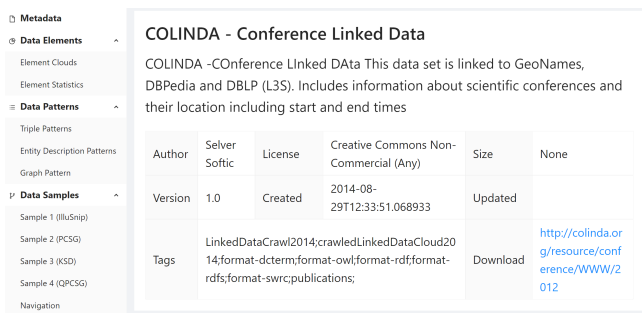 Metadata
Data Elements
Element Clouds
Element Statistics
Data Patterns
Triple Patterns
Entity Description Patterns
Graph Pattern
Data Samples
Sample 1 (IlluSnip)
Sample 2 (PCSG)
Sample 3 (KSD)
Sample 4 (QPCSG)
Navigation
COLINDA - Conference Linked Data
COLINDA -COnference LInked DAta This data set is linked to GeoNames,
DBPedia and DBLP (L3S). Includes information about scientific conferences and
their location including start and end times
Author
Selver
Softic
License
Creative Commons Non-
Commercial (Any)
Size
None
Version
1.0
Created
2014-08-
29T12:33:51.068933
Updated
Tags
LinkedDataCrawl2014;crawledLinkedDataCloud20
14;format-dcterm;format-owl;format-rdf;format-
rdfs;format-swrc;publications;
Download
http://colinda.or
g/resource/conf
erence/WWW/2
012